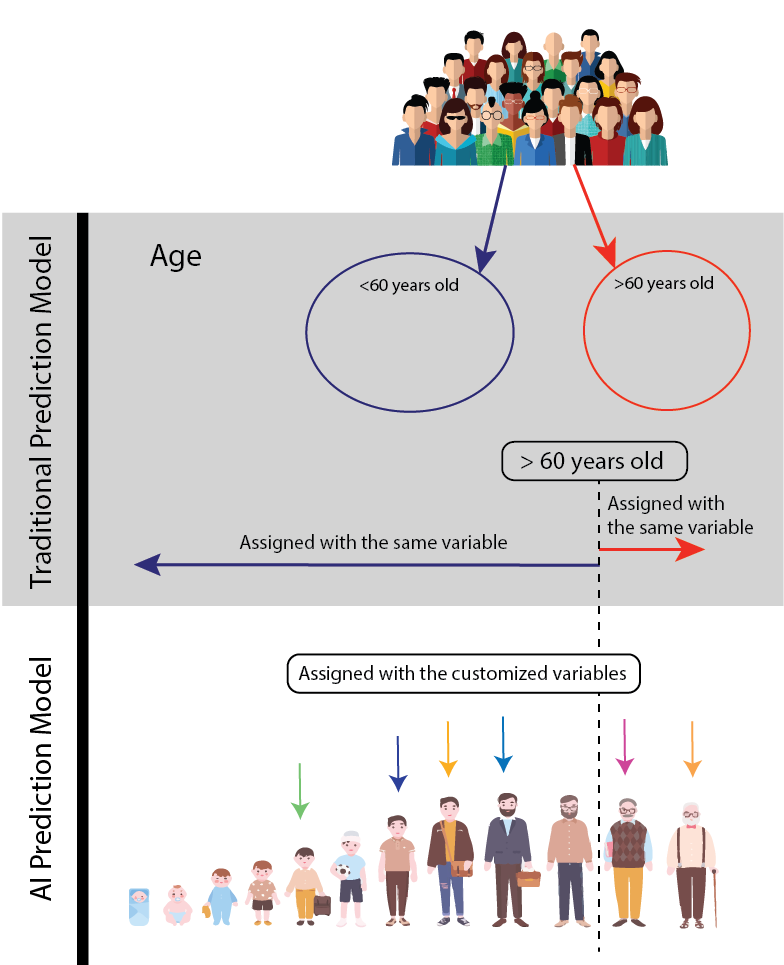 Traditional Prediction Model
Age
<60 years old
>60 years old
> 60 years old
Assigned with
the same variable
Assigned with the same variable
AI Prediction Model
Assigned with the customized variables